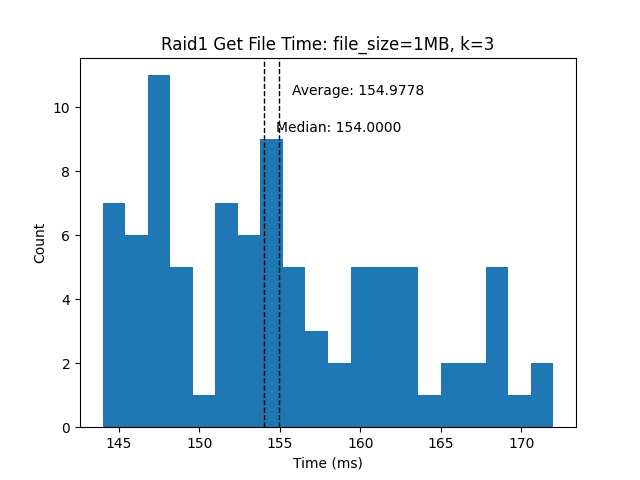 Raid1 Get File Time: file_size=1MB, k=3
Average: 154.9778
Median: 154.0000
Count
10
8
6
4
2
0
145 150 155 160 165 170
Time (ms)